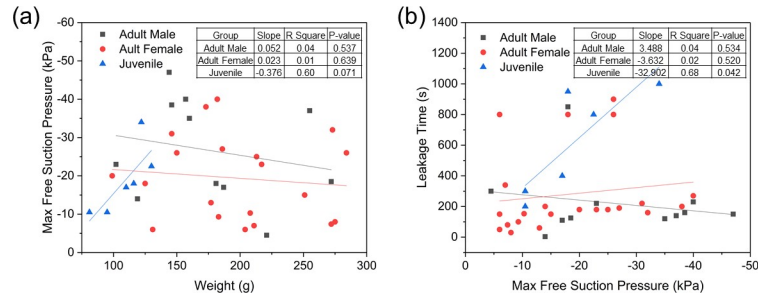 (a)
Adult Male
Ault Female
Juvenile
Group Slope R Square P-value
Adult Male 0.052 0.04 0.537
Adult Female 0.023 0.01 0.639
Juvenile -0.376 0.60 0.071
Max Free Suction Pressure (kPa)
-60
-50
-40
-30
-20
-10
0
100 150 200 250 300
Weight (g)
(b)
Adult Male
Adult Female
Juvenile
Group Slope R Square P-value
Adult Male 3.488 0.04 0.534
Adult Female -3.632 0.02 0.520
Juvenile -32.902 0.68 0.042
Leakage Time (s)
1400
1200
1000
800
600
400
200
0
0 -10 -20 -30 -40 -50
Max Free Suction Pressure (kPa)